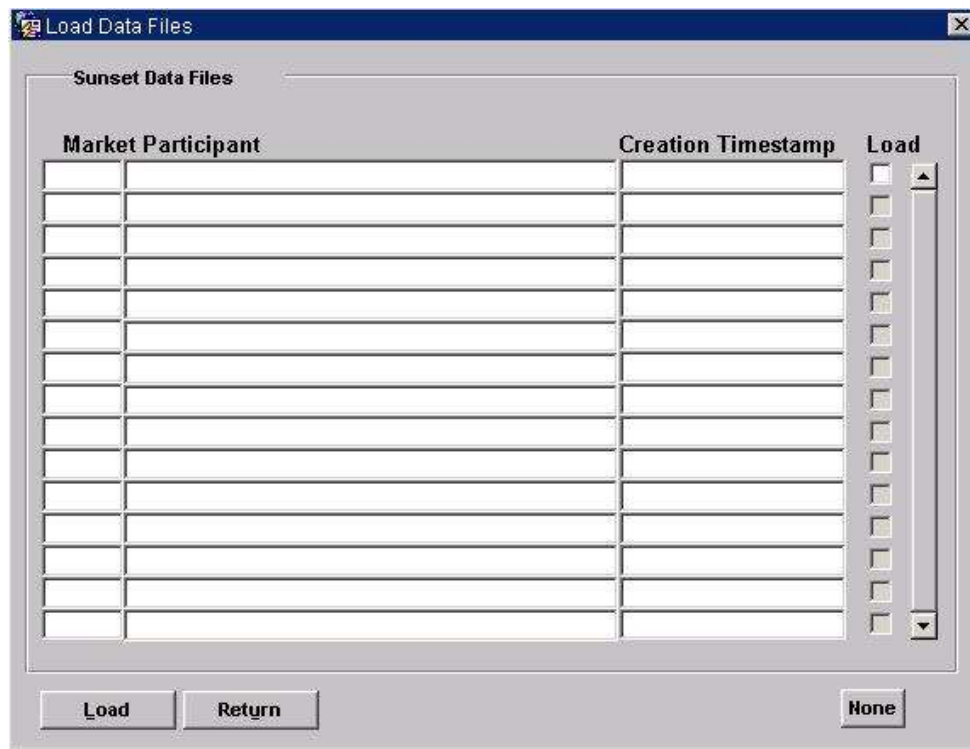 Load Data Files
Sunset Data Files
Market Participant Creation Timestamp Load
Load Return None